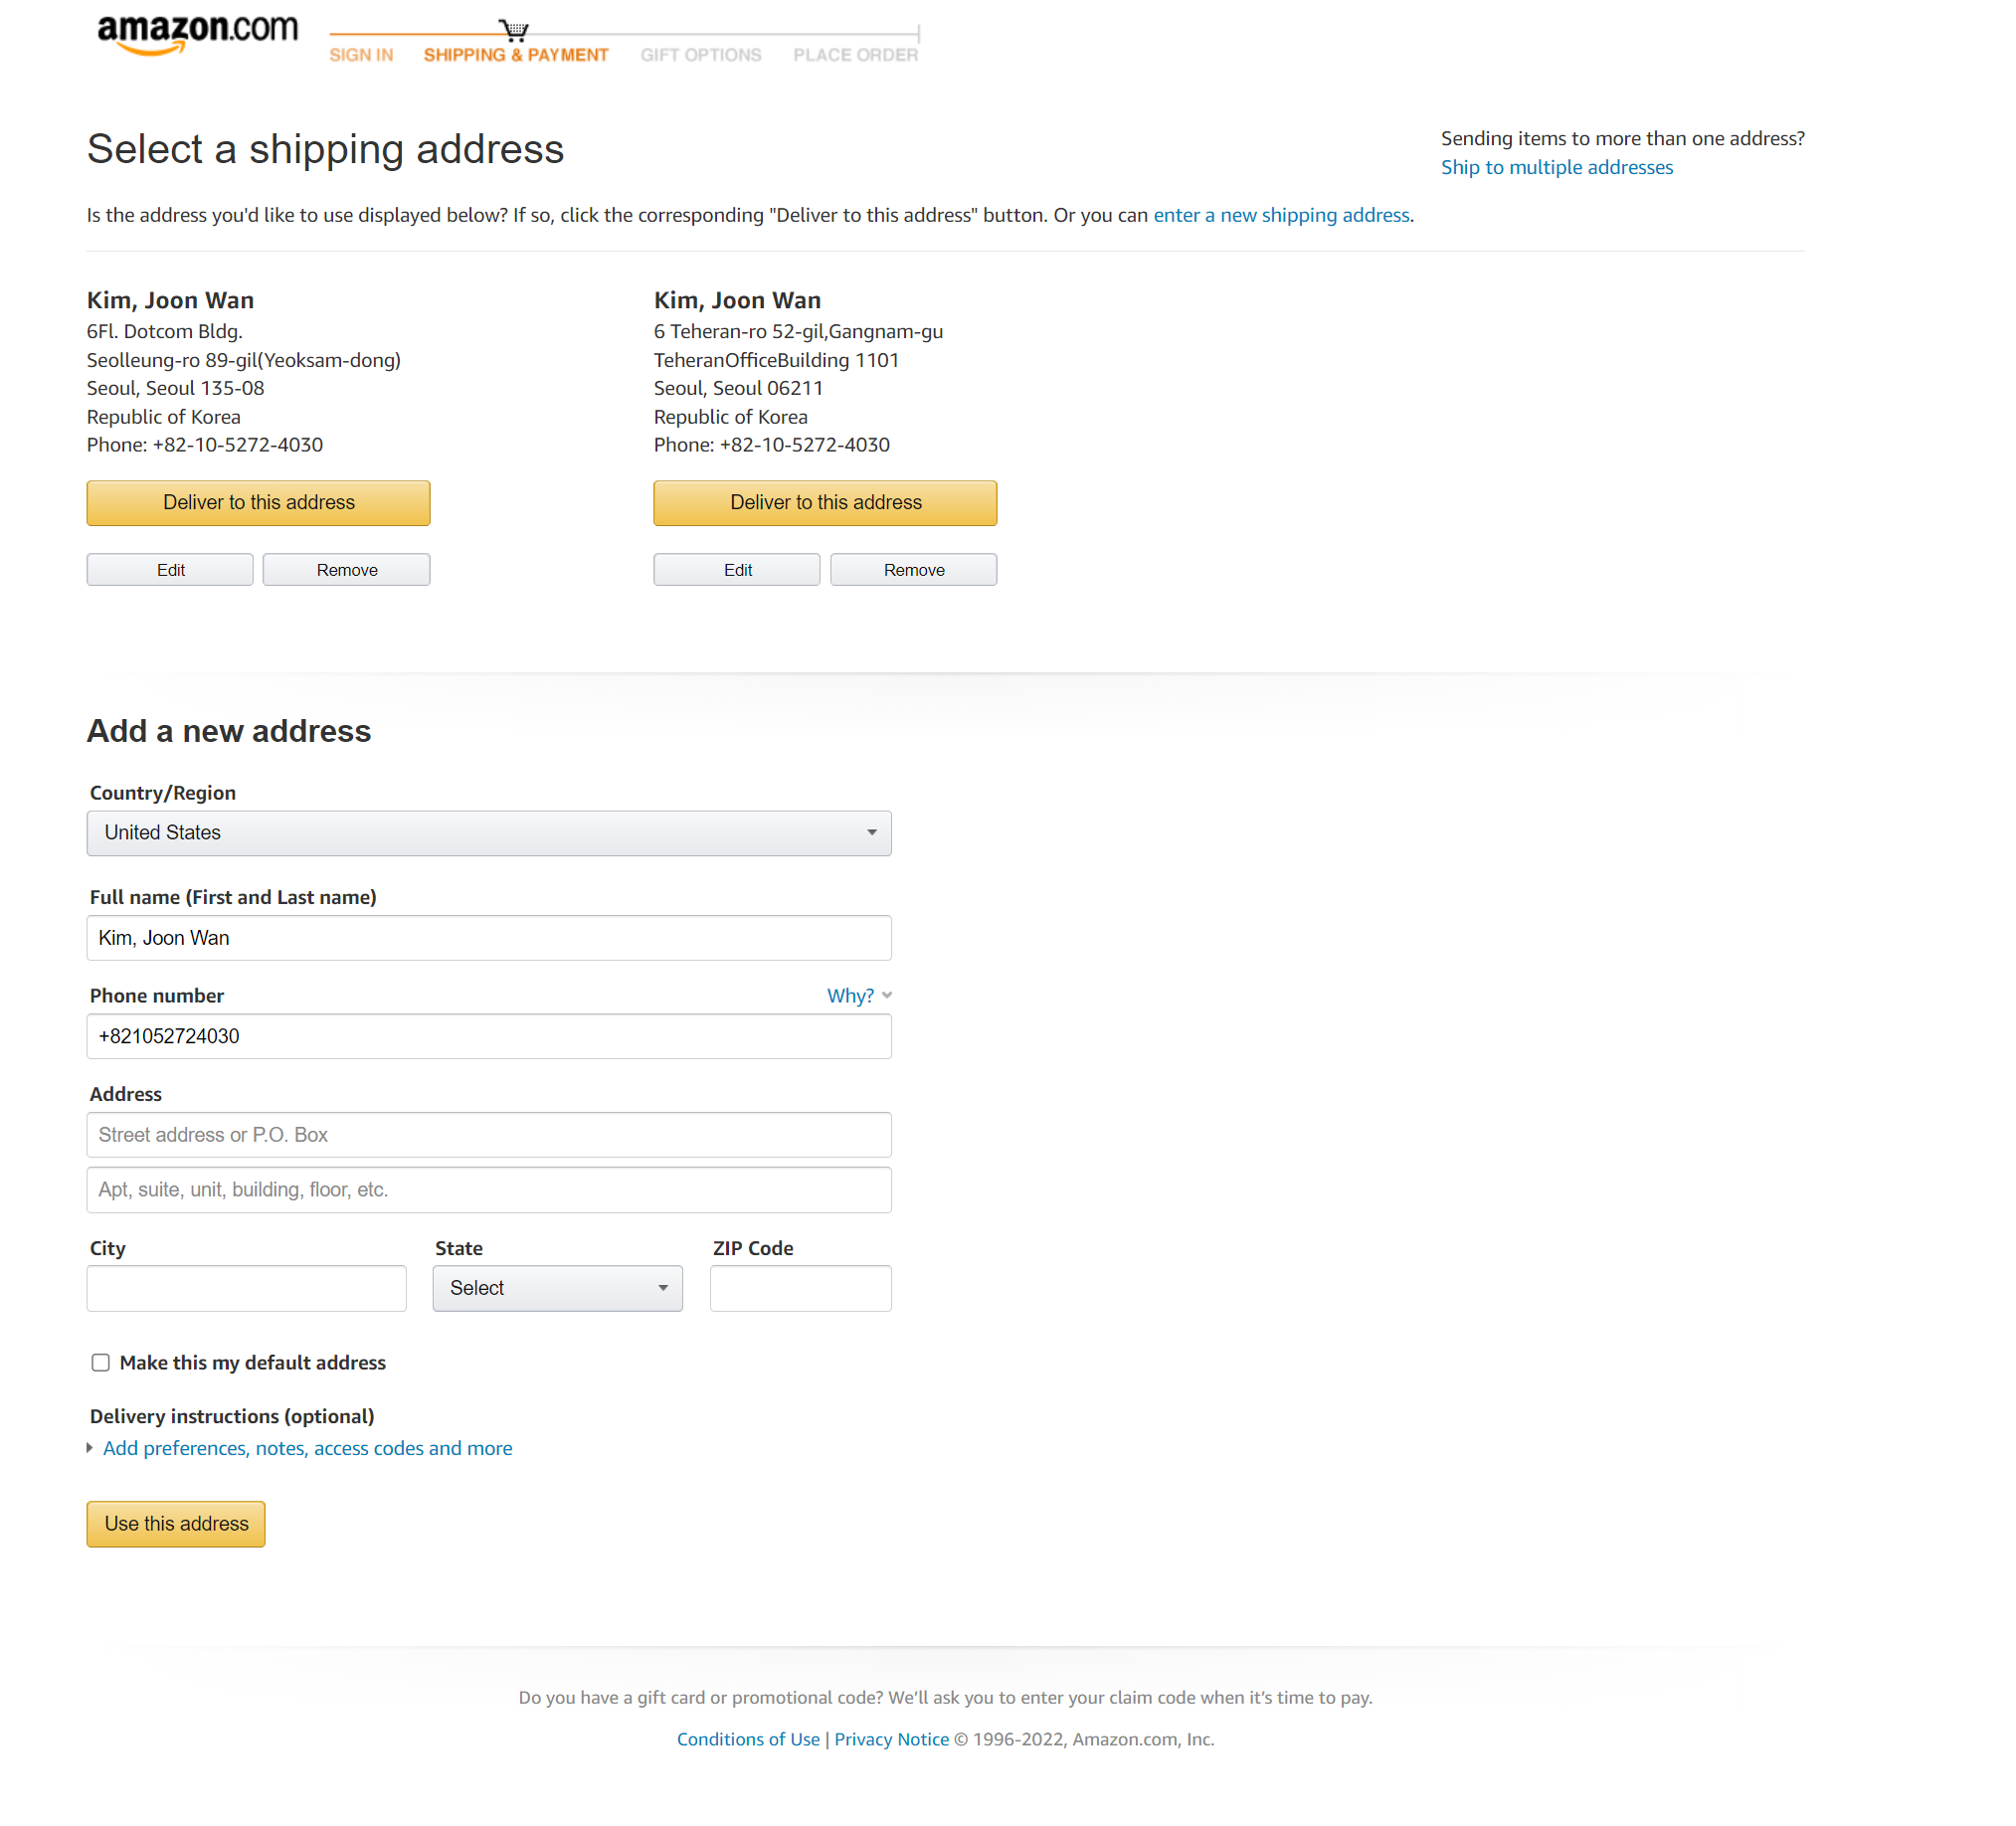 amazon.com
SIGN IN SHIPPING & PAYMENT GIFT OPTIONS PLACE ORDER
Select a shipping address
Sending items to more than one address?
Ship to multiple addresses
Is the address you'd like to use displayed below? If so, click the corresponding "Deliver to this address" button. Or you can enter a new shipping address.
Kim, Joon Wan
6Fl. Dotcom Bldg.
Seolleung-ro 89-gil(Yeoksam-dong)
Seoul, Seoul 135-08
Republic of Korea
Phone: +82-10-5272-4030
Deliver to this address
Edit Remove
Kim, Joon Wan
6 Teheran-ro 52-gil,Gangnam-gu
TeheranOfficeBuilding 1101
Seoul, Seoul 06211
Republic of Korea
Phone: +82-10-5272-4030
Deliver to this address
Edit Remove
Add a new address
Country/Region
United States
Full name (First and Last name)
Kim, Joon Wan
Phone number Why?
+821052724030
Address
Street address or P.O. Box
Apt, suite, unit, building, floor, etc.
City State ZIP Code
Select
Make this my default address
Delivery instructions (optional)
Add preferences, notes, access codes and more
Use this address
Do you have a gift card or promotional code? We’ll ask you to enter your claim code when it’s time to pay.
Conditions of Use | Privacy Notice © 1996-2022, Amazon.com, Inc.